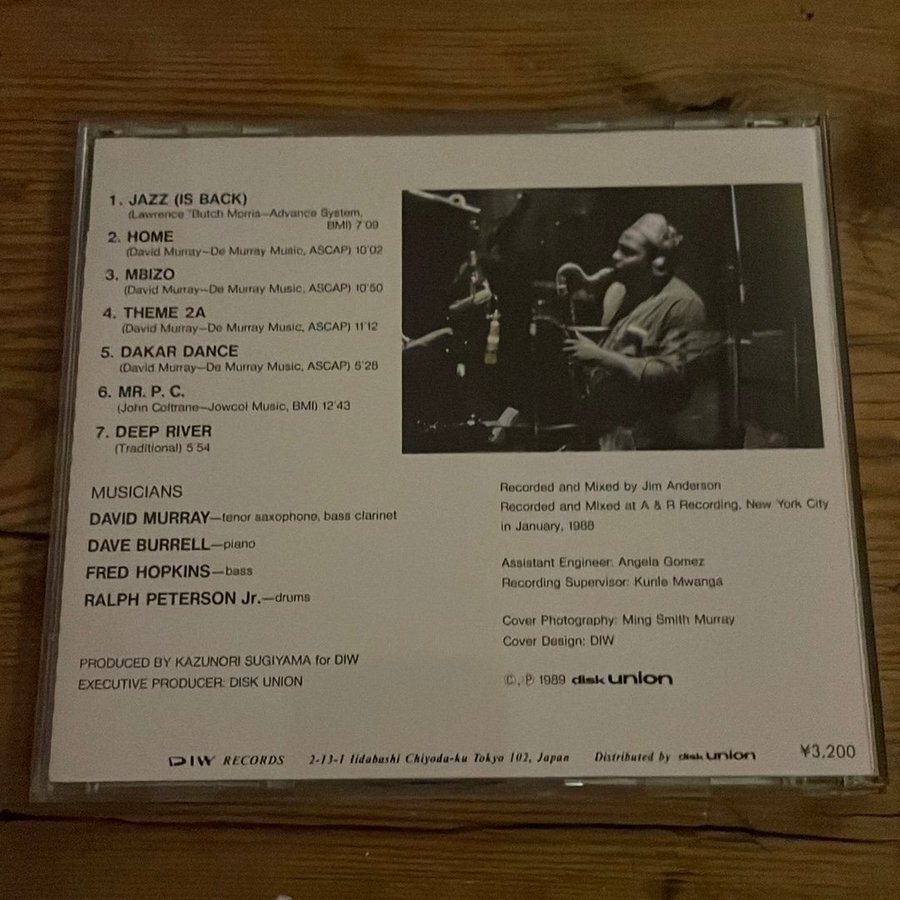 1. JAZZ (IS BACK)
(Lawrence "Butch Morris—Advance System,
BMI) 7'09
2. HOME
(David Murray—De Murray Music, ASCAP) 10'02
3. MBIZO
(David Murray—De Murray Music, ASCAP) 10'50
4. THEME 2A
(David Murray—De Murray Music, ASCAP) 11'12
5. DAKAR DANCE
(David Murray—De Murray Music, ASCAP) 5'28
6. MR. P. C.
(John Coltrane—Jowcol Music, BMI) 12'43
7. DEEP RIVER
(Traditional) 5'54
MUSICIANS
DAVID MURRAY—tenor saxophone, bass clarinet
DAVE BURRELL—piano
FRED HOPKINS—bass
RALPH PETERSON Jr.—drums
PRODUCED BY KAZUNORI SUGIYAMA for DIW
EXECUTIVE PRODUCER: DISK UNION
Recorded and Mixed by Jim Anderson
Recorded and Mixed at A & R Recording, New York City
in January, 1988
Assistant Engineer: Angela Gomez
Recording Supervisor: Kunle Mwanga
Cover Photography: Ming Smith Murray
Cover Design: DIW
Ⓒ, Ⓟ 1989 disk union
DIW RECORDS 2-13-1 Iidabashi Chiyoda-ku Tokyo 102, Japan Distributed by disk union ¥3,200